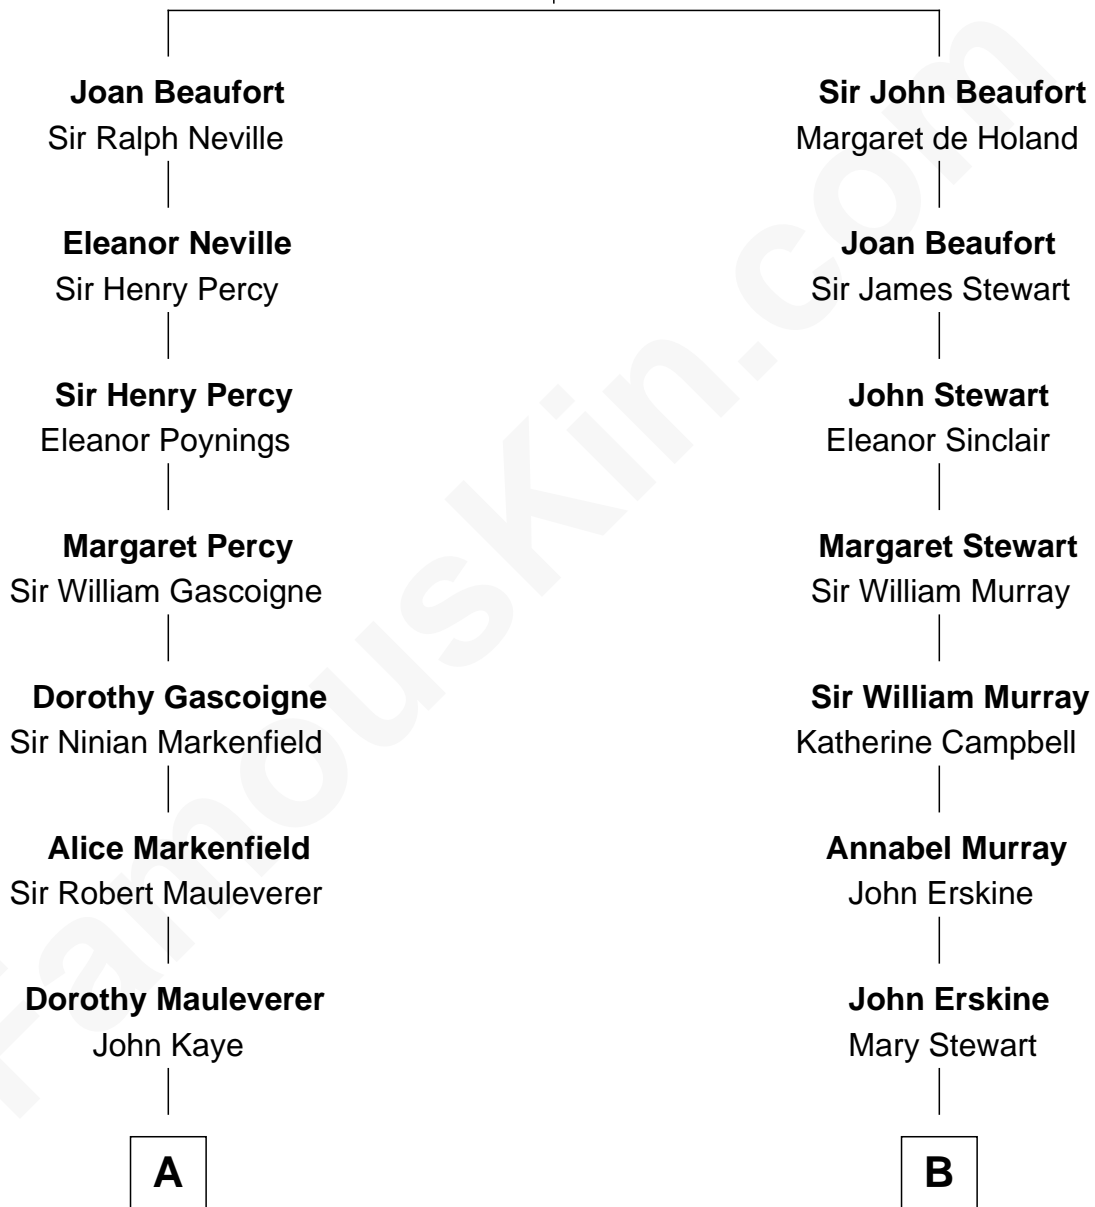 Joan Beaufort
Sir Ralph Neville
Eleanor Neville
Sir Henry Percy
Sir Henry Percy
Eleanor Poynings
Margaret Percy
Sir William Gascoigne
Dorothy Gascoigne
Sir Ninian Markenfield
Alice Markenfield
Sir Robert Mauleverer
Dorothy Mauleverer
John Kaye
A
Sir John Beaufort
Margaret de Holand
Joan Beaufort
Sir James Stewart
John Stewart
Eleanor Sinclair
Margaret Stewart
Sir William Murray
Sir William Murray
Katherine Campbell
Annabel Murray
John Erskine
John Erskine
Mary Stewart
B
FamousKin.com